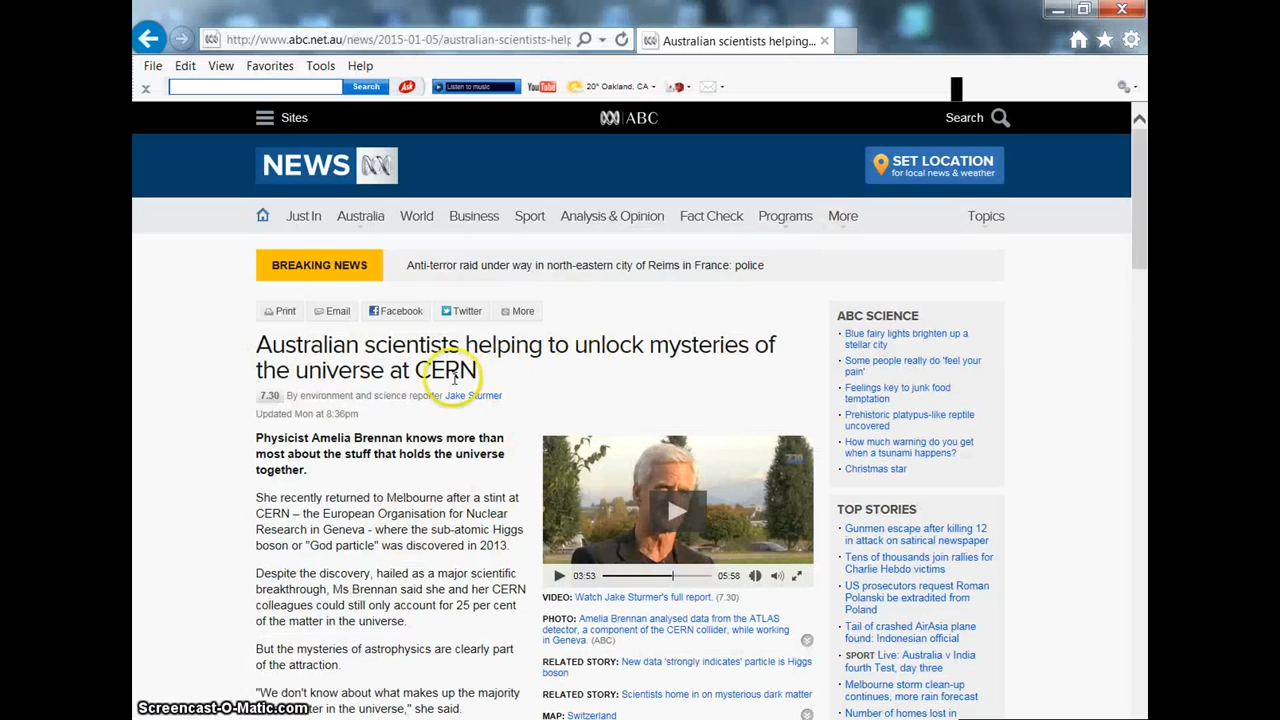 http://www.abc.net.au/news/2015-01-05/australian-scientists-help
Australian scientists helping...
File Edit View Favorites Tools Help
Search
Ask
Listen to music
YouTube
20° Oakland, CA
Sites
ABC
Search
NEWS
SET LOCATION
for local news & weather
Just In Australia World Business Sport Analysis & Opinion Fact Check Programs More Topics
BREAKING NEWS
Anti-terror raid under way in north-eastern city of Reims in France: police
Print Email Facebook Twitter More
Australian scientists helping to unlock mysteries of
the universe at CERN
7.30 By environment and science reporter Jake Sturmer
Updated Mon at 8:36pm
Physicist Amelia Brennan knows more than
most about the stuff that holds the universe
together.
She recently returned to Melbourne after a stint at
CERN – the European Organisation for Nuclear
Research in Geneva - where the sub-atomic Higgs
boson or "God particle" was discovered in 2013.
Despite the discovery, hailed as a major scientific
breakthrough, Ms Brennan said she and her CERN
colleagues could still only account for 25 per cent
of the matter in the universe.
But the mysteries of astrophysics are clearly part
of the attraction.
"We don't know about what makes up the majority
tter in the universe," she said.
03:53
05:58
VIDEO: Watch Jake Sturmer's full report. (7.30)
PHOTO: Amelia Brennan analysed data from the ATLAS
detector, a component of the CERN collider, while working
in Geneva. (ABC)
RELATED STORY: New data 'strongly indicates' particle is Higgs
boson
RELATED STORY: Scientists home in on mysterious dark matter
MAP: Switzerland
ABC SCIENCE
Blue fairy lights brighten up a
stellar city
Some people really do 'feel your
pain'
Feelings key to junk food
temptation
Prehistoric platypus-like reptile
uncovered
How much warning do you get
when a tsunami happens?
Christmas star
TOP STORIES
Gunmen escape after killing 12
in attack on satirical newspaper
Tens of thousands join rallies for
Charlie Hebdo victims
US prosecutors request Roman
Polanski be extradited from
Poland
Tail of crashed AirAsia plane
found: Indonesian official
SPORT Live: Australia v India
fourth Test, day three
Melbourne storm clean-up
continues, more rain forecast
Number of homes lost in
Screencast-O-Matic.com